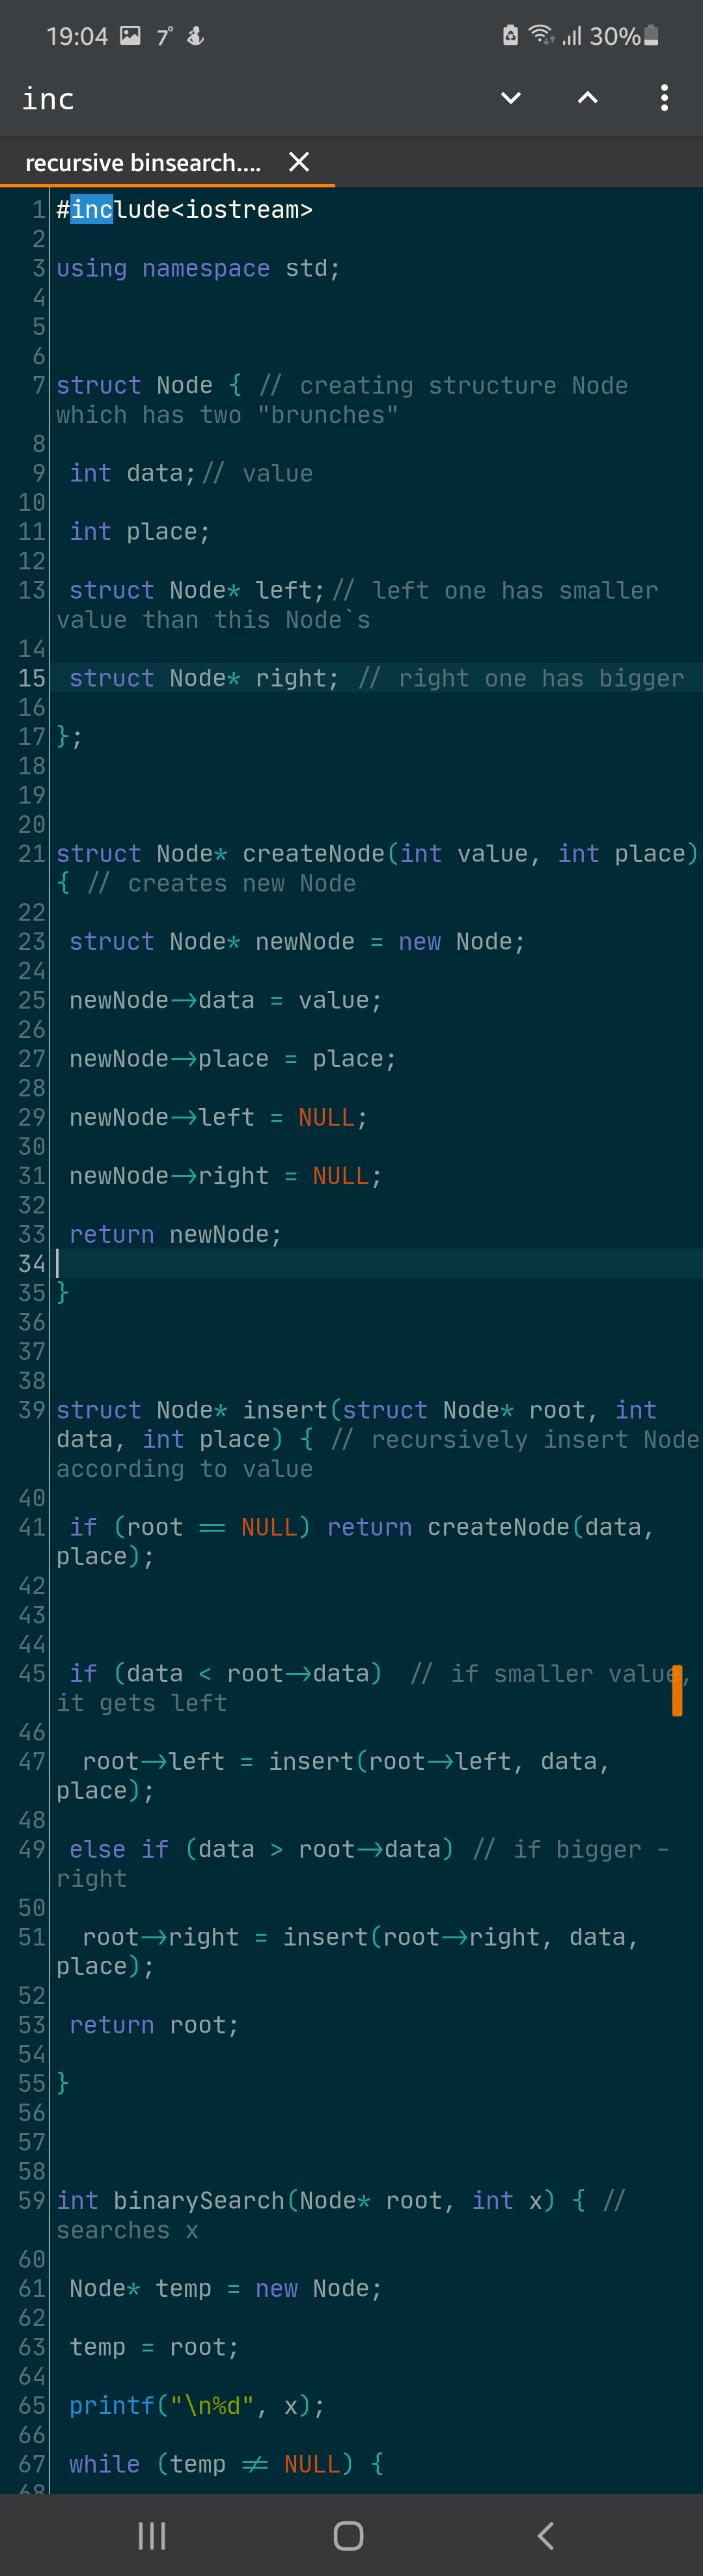 19:04 7° 30%
inc
recursive binsearch....
1 #include<iostream>
2
3 using namespace std;
4
5
6
7 struct Node { // creating structure Node
which has two "brunches"
8
9 int data; // value
10
11 int place;
12
13 struct Node* left; // left one has smaller
value than this Node`s
14
15 struct Node* right; // right one has bigger
16
17 };
18
19
20
21 struct Node* createNode(int value, int place)
{ // creates new Node
22
23 struct Node* newNode = new Node;
24
25 newNode->data = value;
26
27 newNode->place = place;
28
29 newNode->left = NULL;
30
31 newNode->right = NULL;
32
33 return newNode;
34
35 }
36
37
38
39 struct Node* insert(struct Node* root, int
data, int place) { // recursively insert Node
according to value
40
41 if (root == NULL) return createNode(data,
place);
42
43
44
45 if (data < root->data) // if smaller value,
it gets left
46
47 root->left = insert(root->left, data,
place);
48
49 else if (data > root->data) // if bigger -
right
50
51 root->right = insert(root->right, data,
place);
52
53 return root;
54
55 }
56
57
58
59 int binarySearch(Node* root, int x) { //
searches x
60
61 Node* temp = new Node;
62
63 temp = root;
64
65 printf("\n%d", x);
66
67 while (temp != NULL) {
68